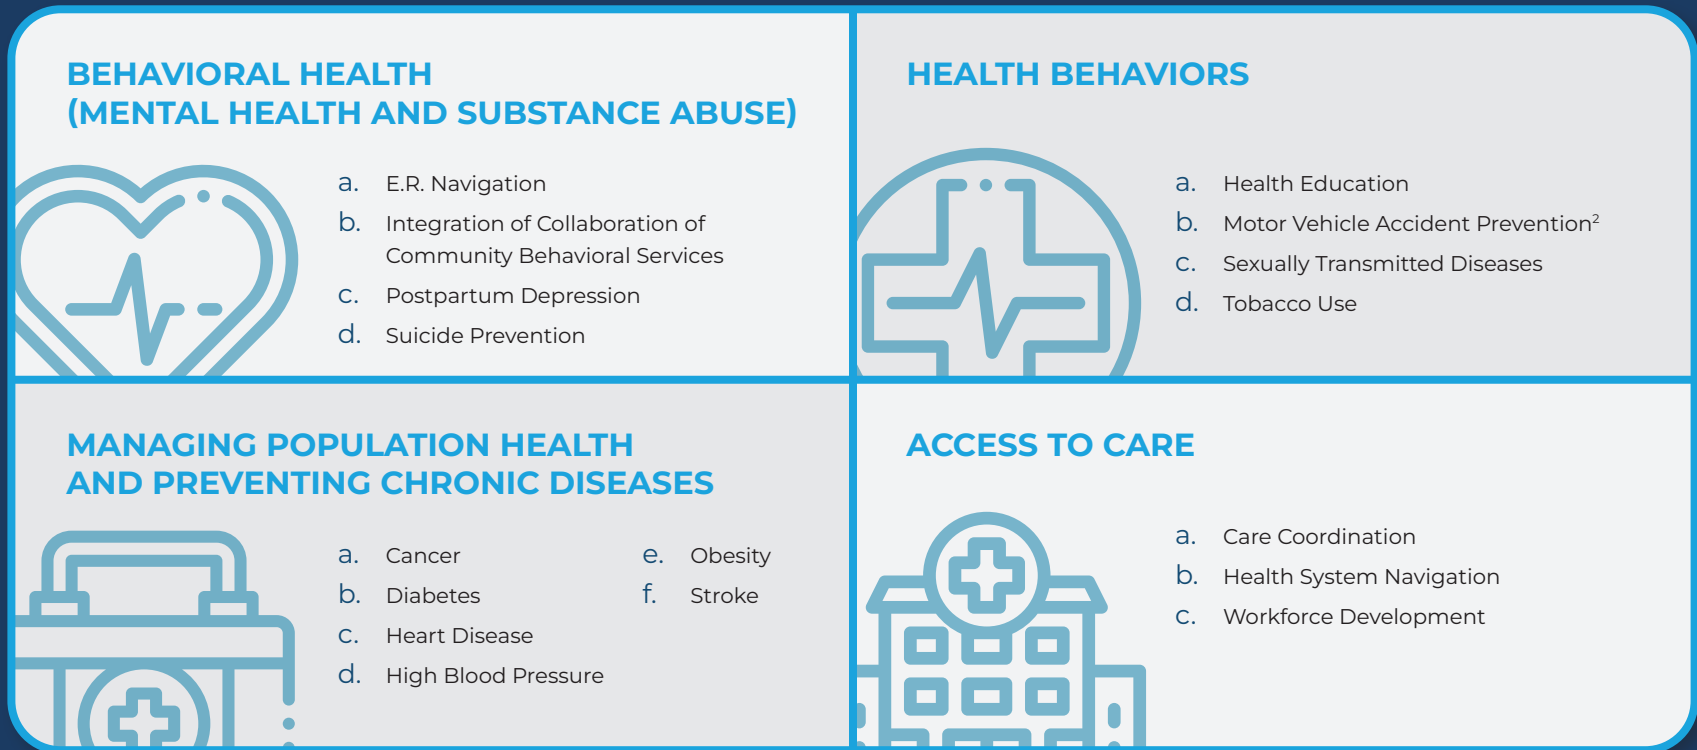 BEHAVIORAL HEALTH
(MENTAL HEALTH AND SUBSTANCE ABUSE)
a. E.R. Navigation
b. Integration of Collaboration of
Community Behavioral Services
c. Postpartum Depression
d. Suicide Prevention
HEALTH BEHAVIORS
a. Health Education
b. Motor Vehicle Accident Prevention²
c. Sexually Transmitted Diseases
d. Tobacco Use
MANAGING POPULATION HEALTH
AND PREVENTING CHRONIC DISEASES
a. Cancer
b. Diabetes
c. Heart Disease
d. High Blood Pressure
e. Obesity
f. Stroke
ACCESS TO CARE
a. Care Coordination
b. Health System Navigation
c. Workforce Development